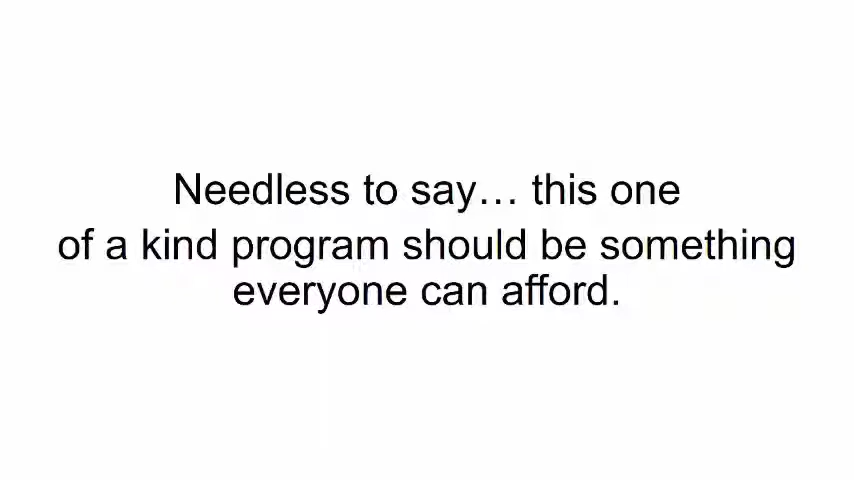 Needless to say… this one
of a kind program should be something
everyone can afford.